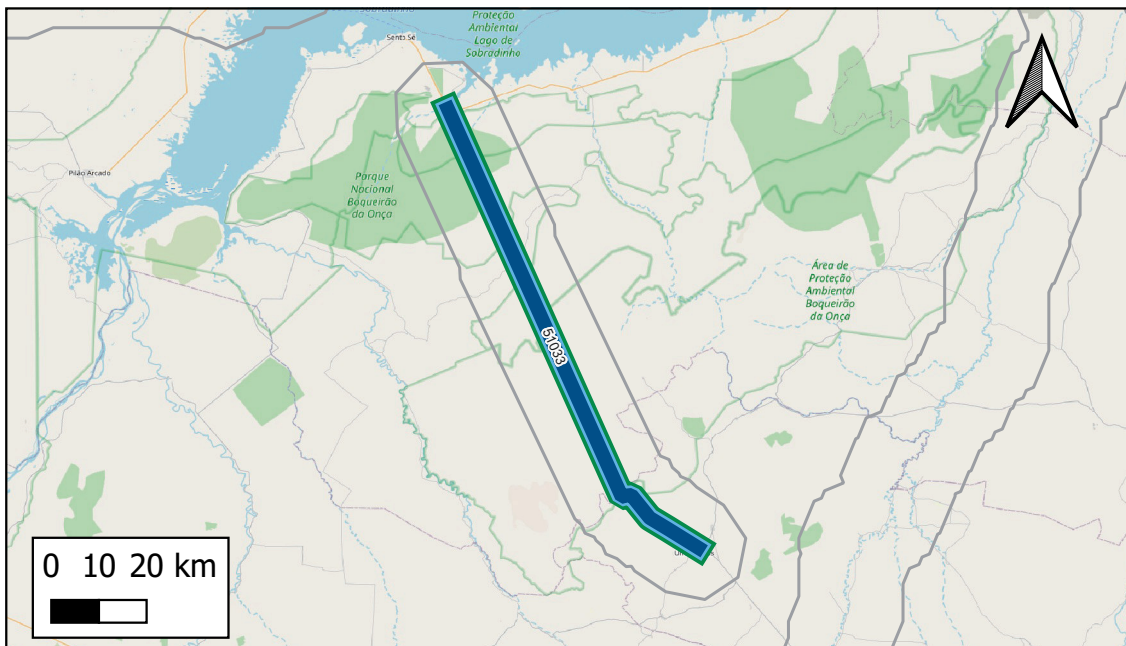 Proteção
Ambiental
Lago de
Sobradinho
Sento Sé
Pilão Arcado
Parque
Nacional
Boqueirão
da Onça
Área de
Proteção
Ambiental
Boqueirão
da Onça
51033
0 10 20 km